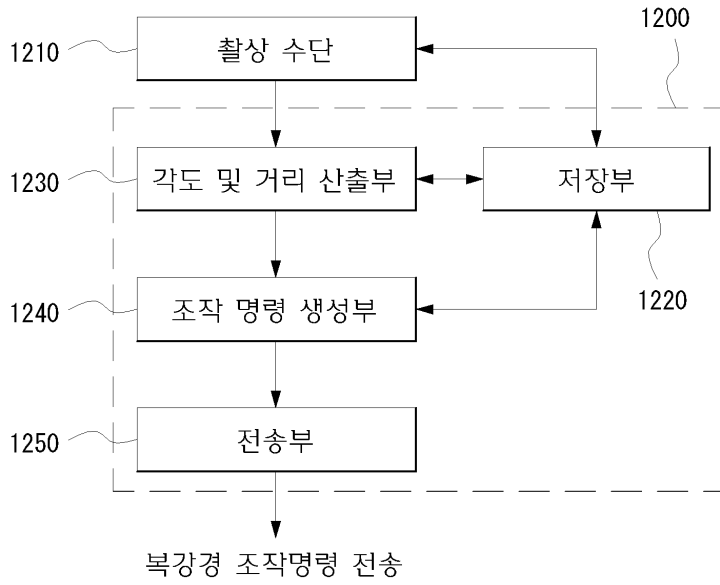 1200
1210
촬상 수단
1230
각도 및 거리 산출부
저장부
1220
1240
조작 명령 생성부
1250
전송부
복강경 조작명령 전송